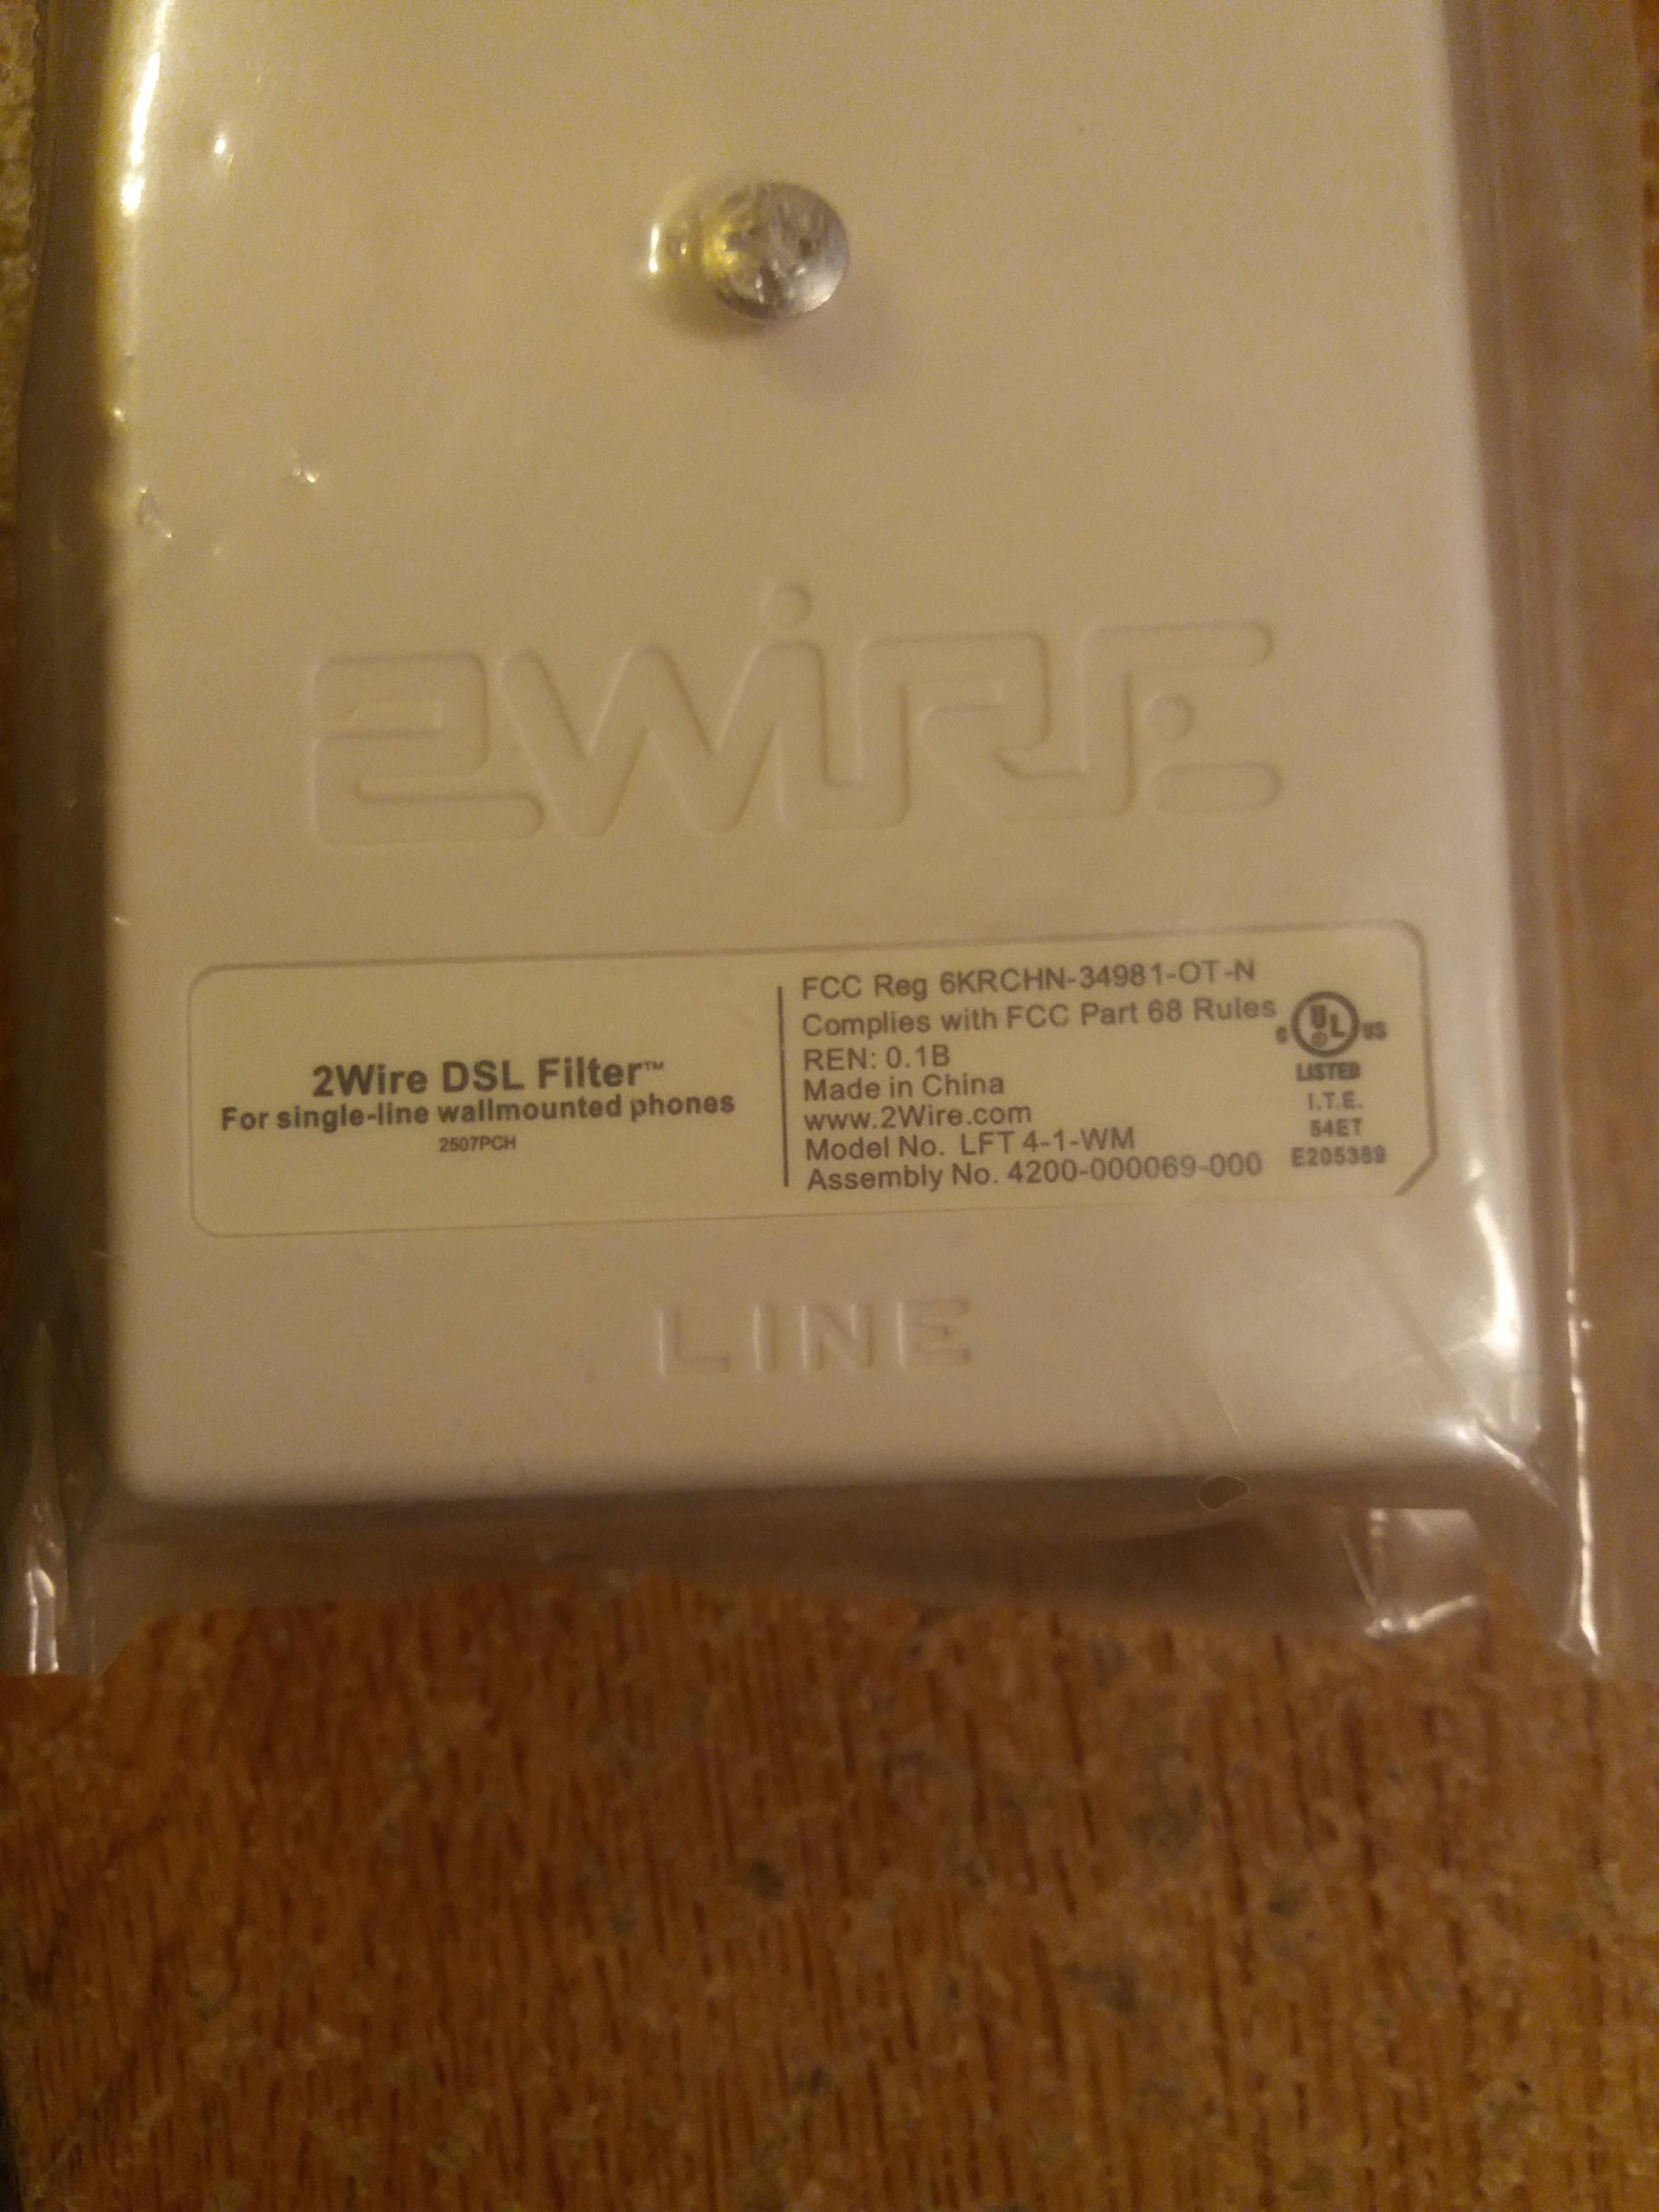 2WiRE
2Wire DSL Filter™
For single-line wallmounted phones
2507PCH
FCC Reg 6KRCHN-34981-OT-N
Complies with FCC Part 68 Rules
REN: 0.1B
Made in China
www.2Wire.com
Model No. LFT 4-1-WM
Assembly No. 4200-000069-000
c UL US
LISTED
I.T.E.
54ET
E205389
LINE